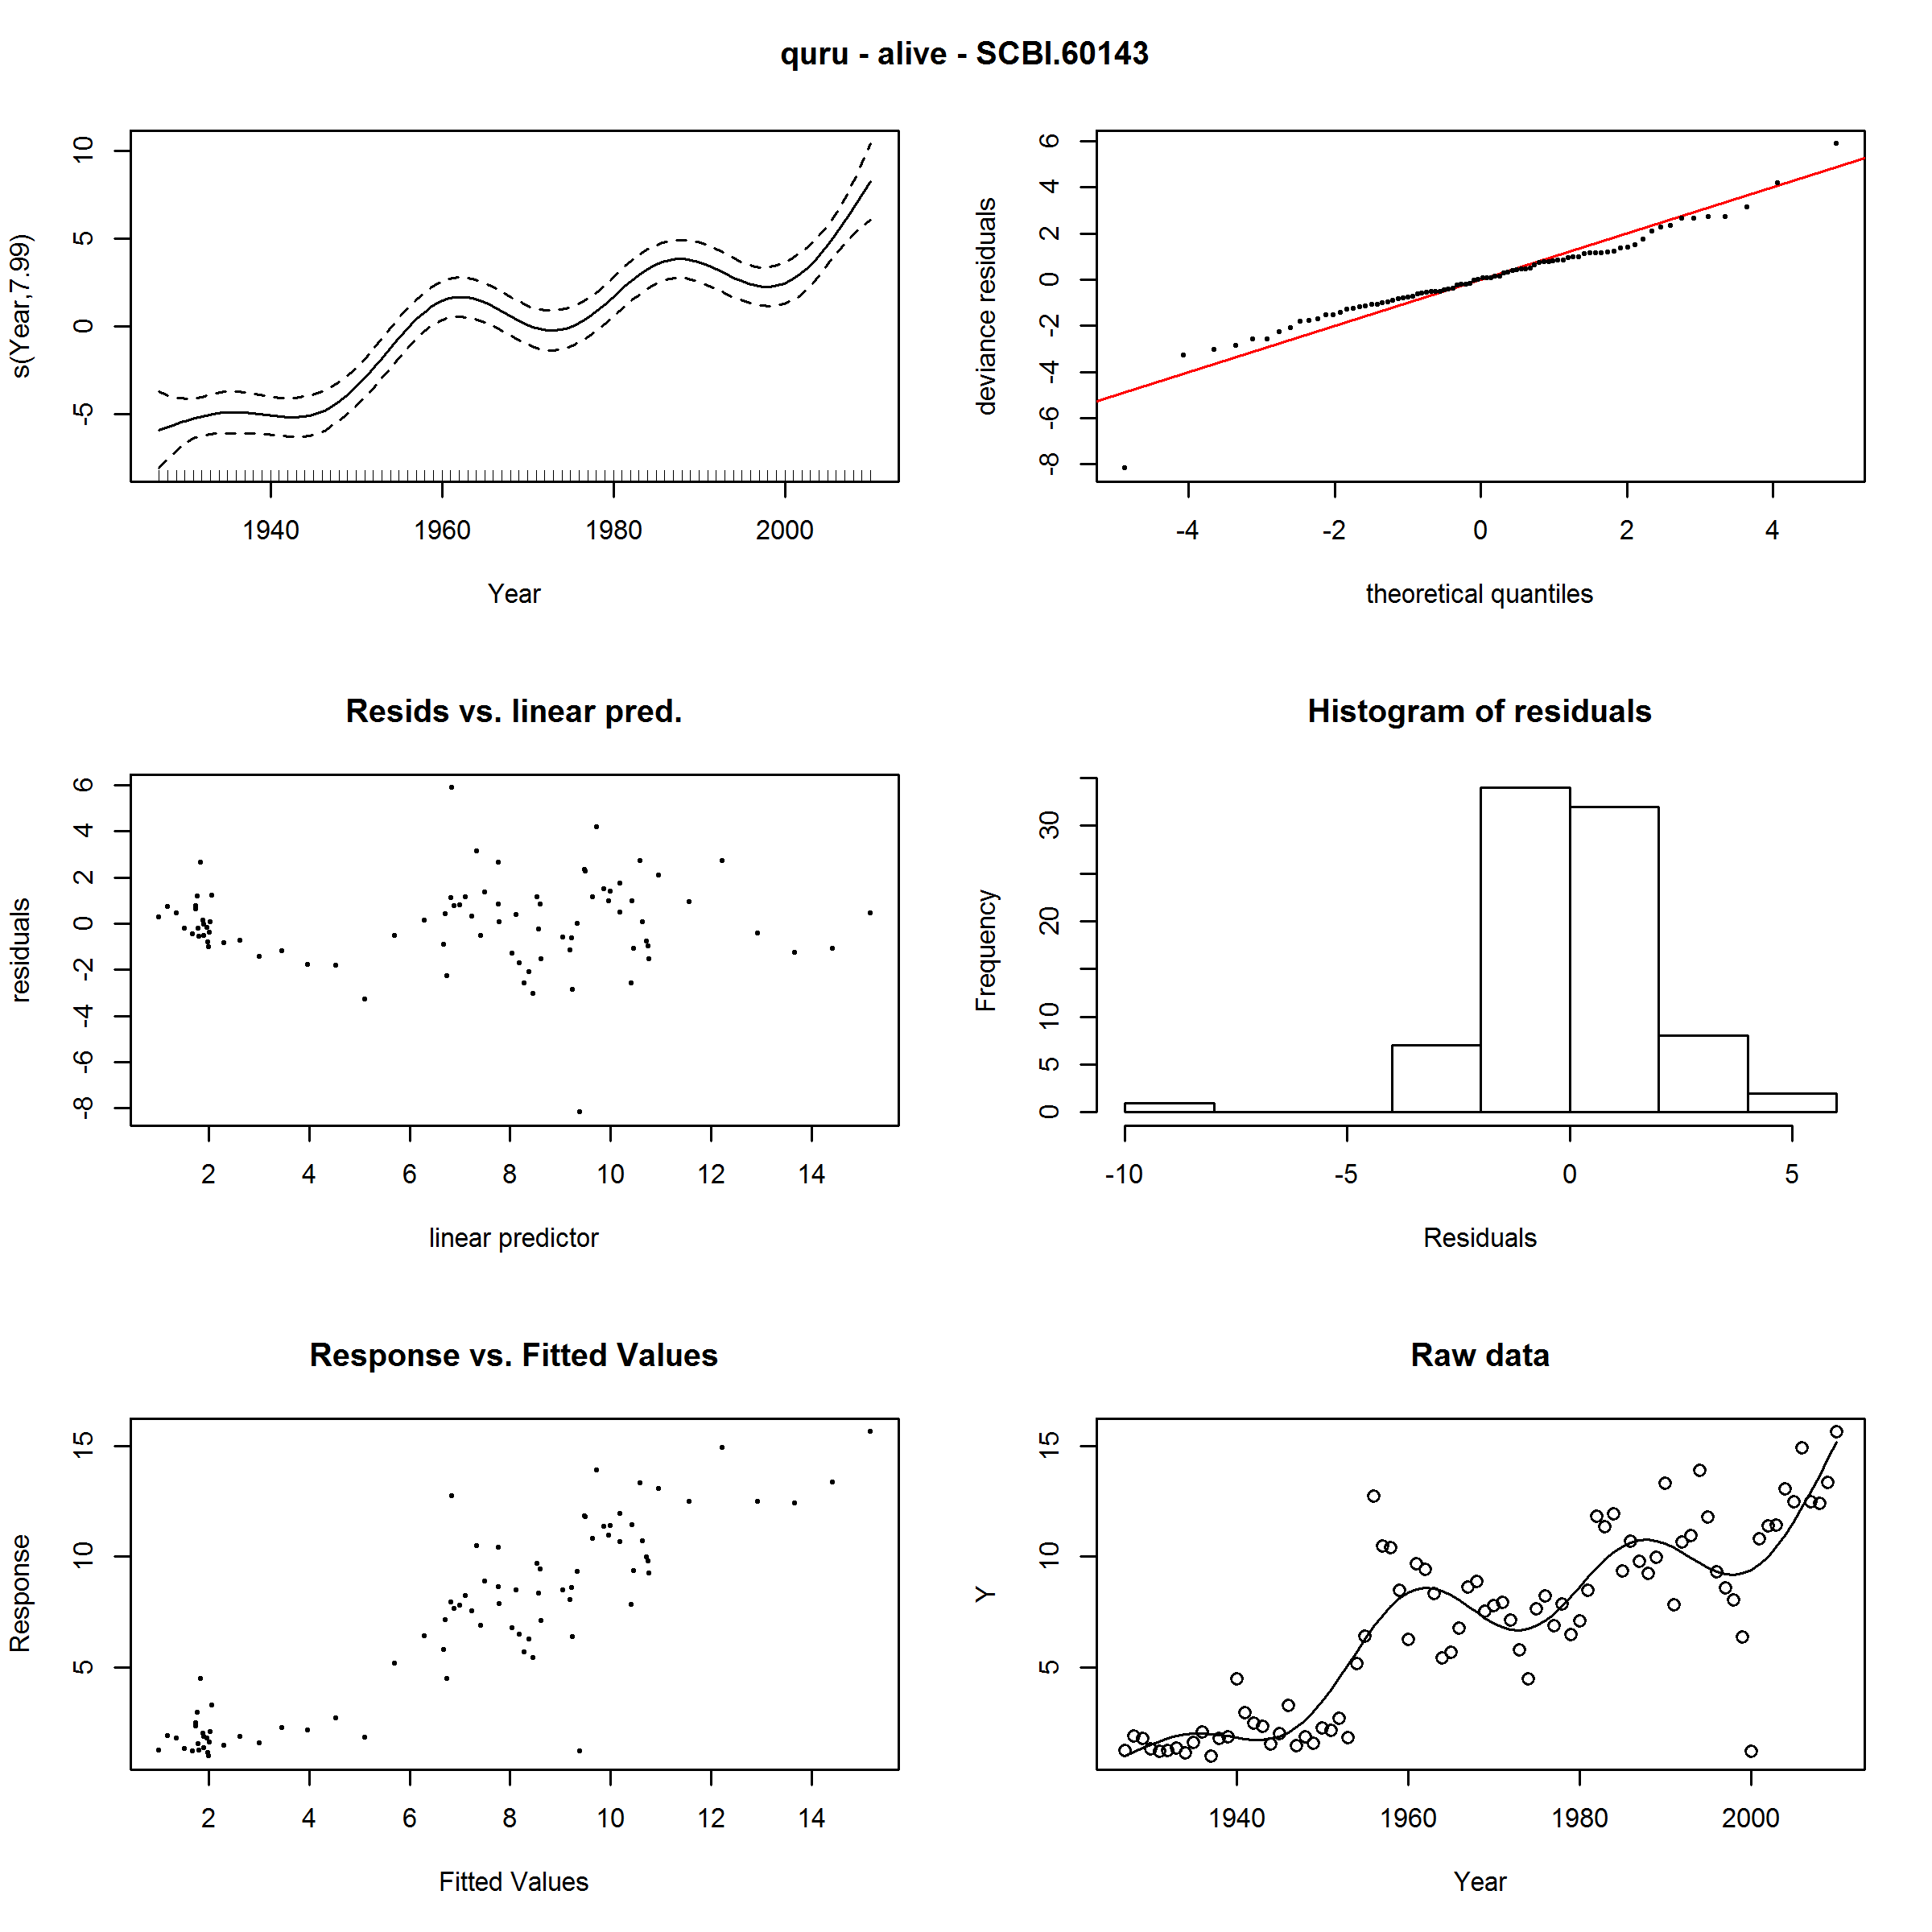 quru - alive - SCBI.60143
10
5
0
-5
s(Year,7.99)
1940 1960 1980 2000
Year
6
4
2
0
-2
-4
-6
-8
deviance residuals
-4 -2 0 2 4
theoretical quantiles
Resids vs. linear pred.
6
4
2
0
-2
-4
-6
-8
residuals
2 4 6 8 10 12 14
linear predictor
Histogram of residuals
30
20
10
5
0
Frequency
-10 -5 0 5
Residuals
Response vs. Fitted Values
15
10
5
Response
2 4 6 8 10 12 14
Fitted Values
Raw data
15
10
5
Y
1940 1960 1980 2000
Year